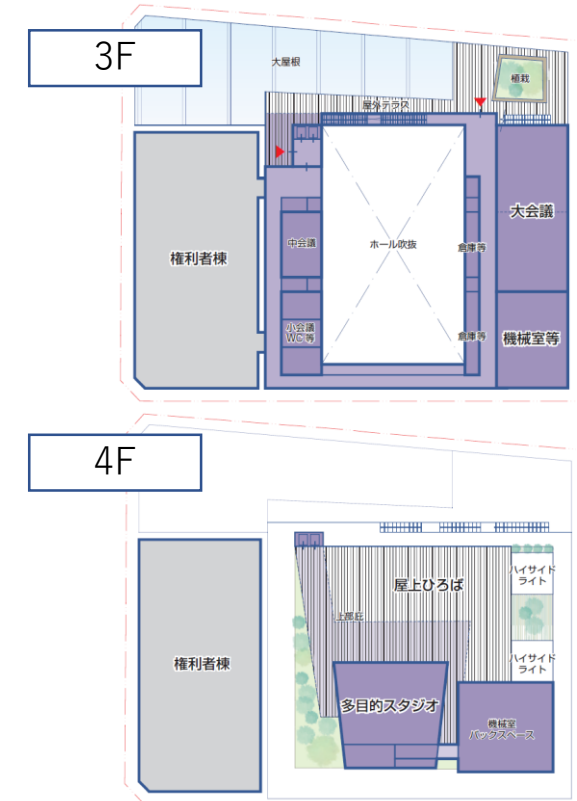 3F
大屋根
植栽
屋外テラス
大会議
中会議
ホール吹抜
倉庫等
権利者棟
小会議
WC等
倉庫等
機械室等
4F
ハイサイド
ライト
屋上ひろば
上部庇
権利者棟
ハイサイド
ライト
多目的スタジオ
機械室
バックスペース